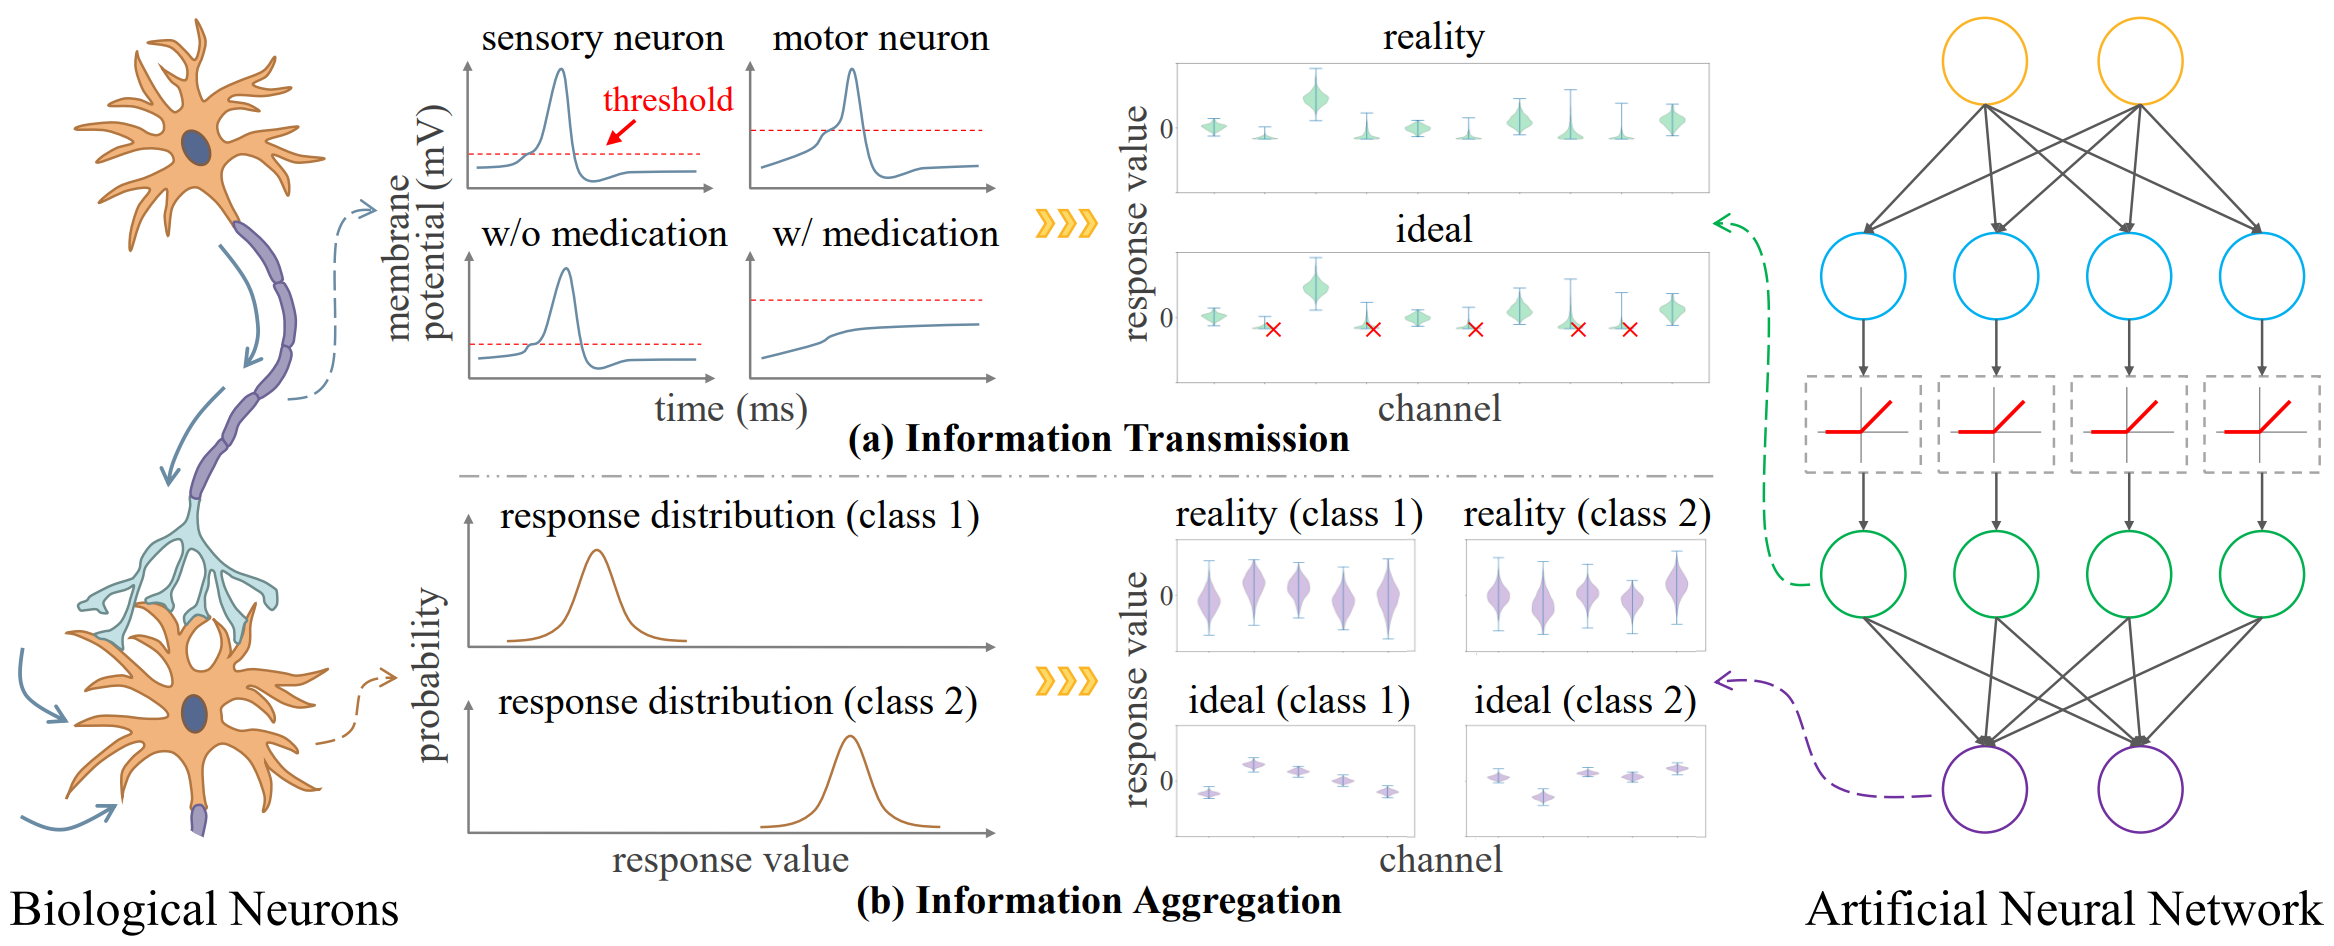 sensory neuron
motor neuron
threshold
membrane
potential (mV)
w/o medication
w/ medication
time (ms)
reality
response value
0
ideal
response value
0
channel
(a) Information Transmission
response distribution (class 1)
probability
response distribution (class 2)
response value
reality (class 1)
reality (class 2)
0
response value
ideal (class 1)
ideal (class 2)
0
channel
(b) Information Aggregation
Biological Neurons
Artificial Neural Network